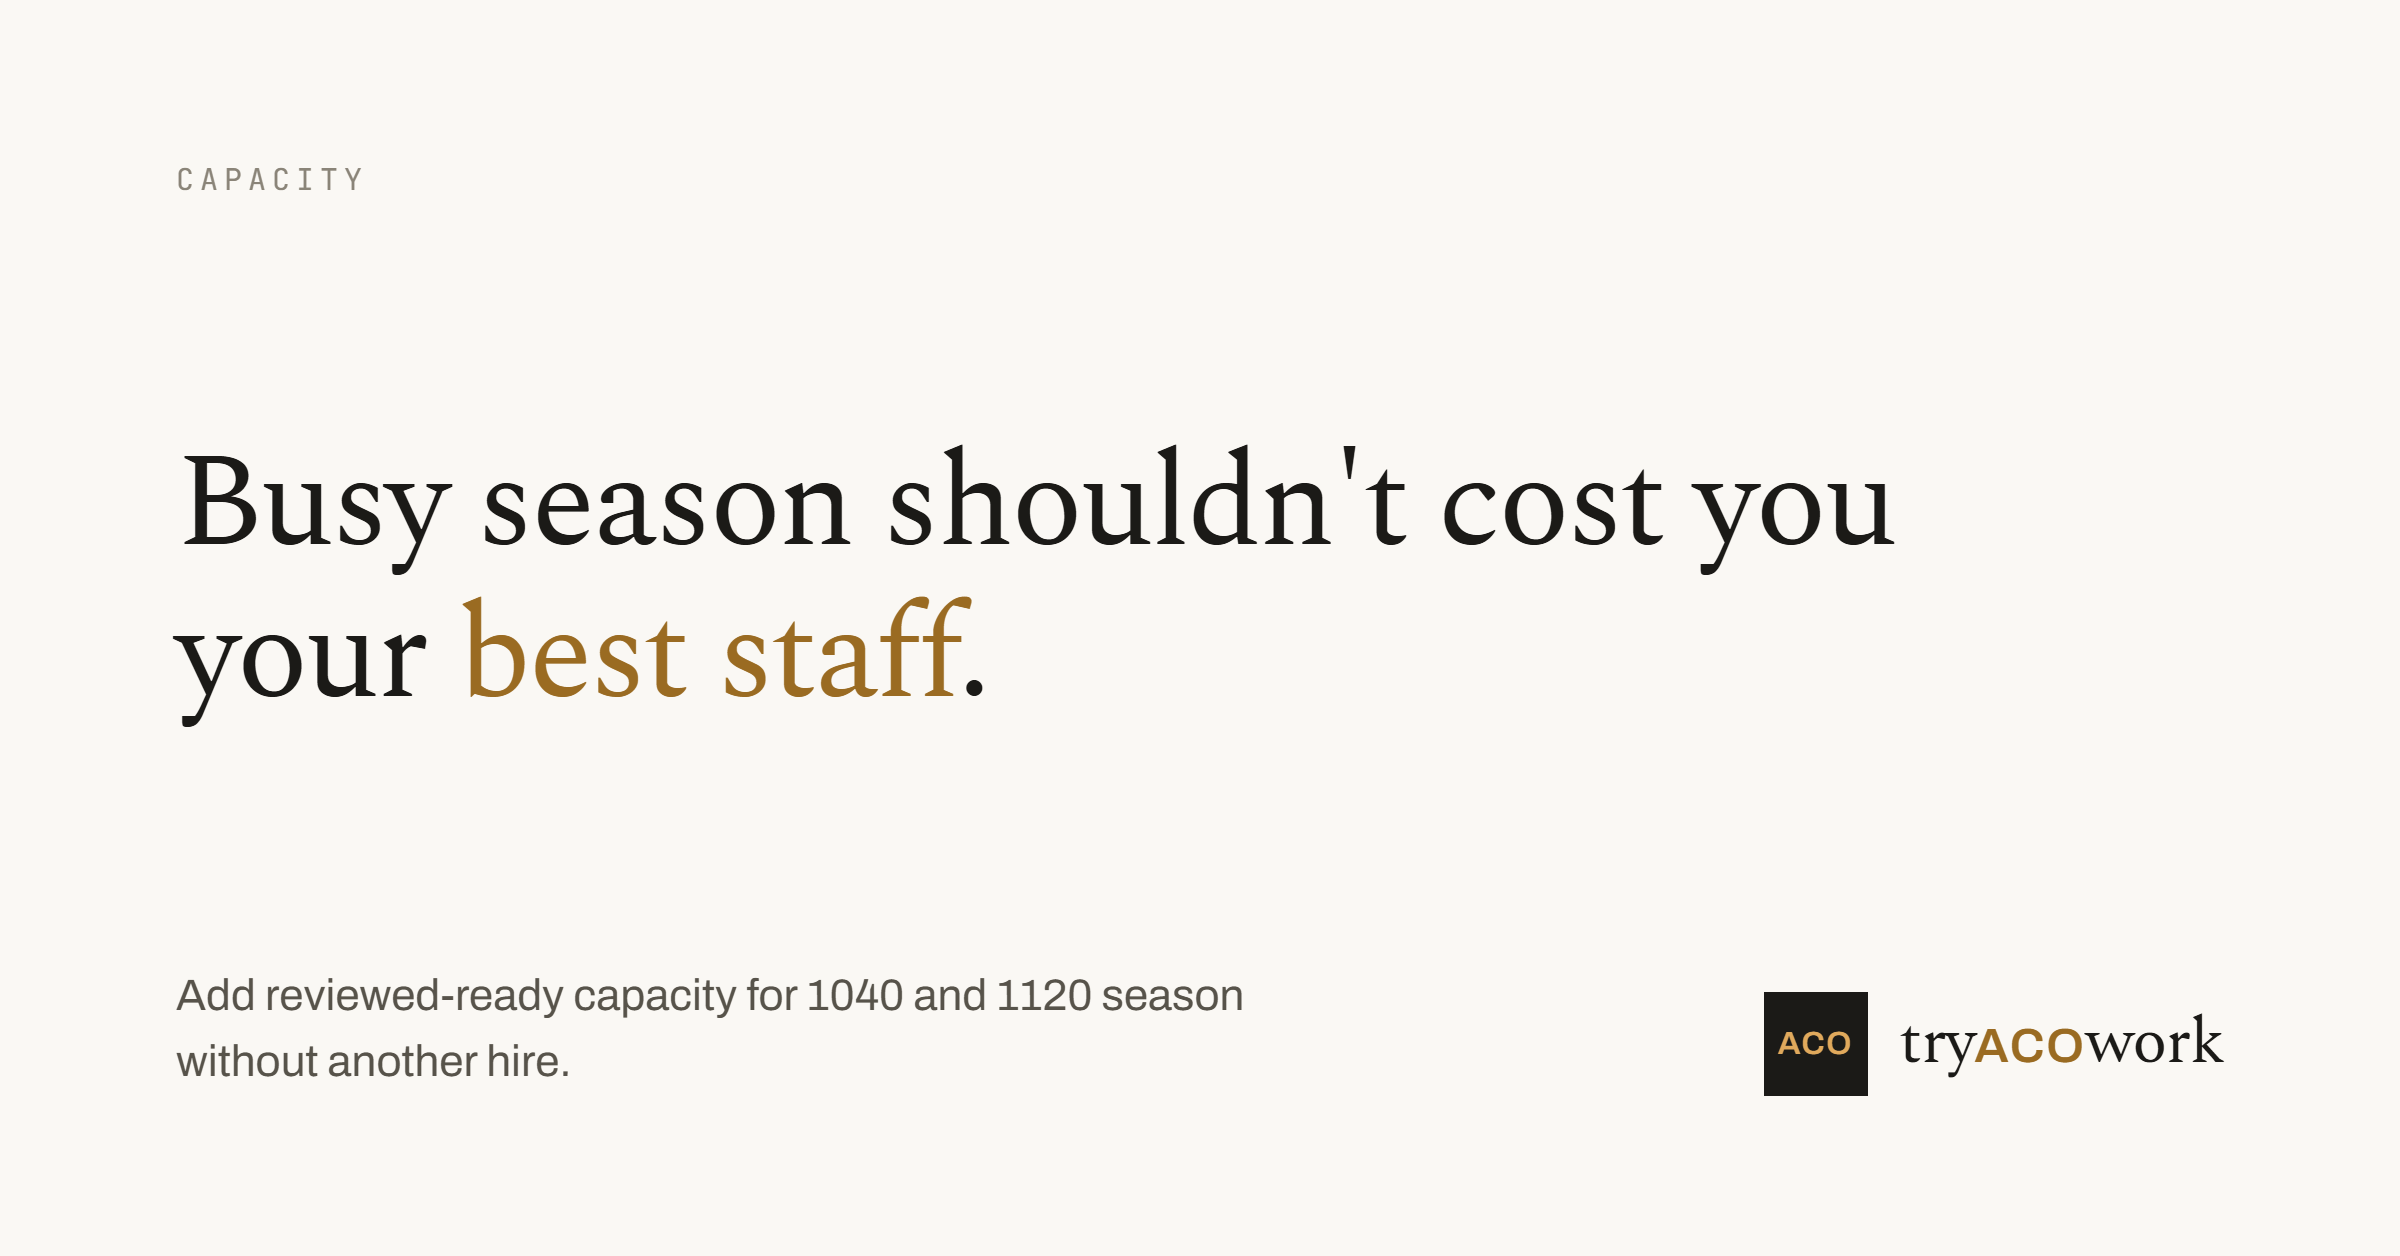 CAPACITY
Busy season shouldn't cost you
your best staff.
Add reviewed-ready capacity for 1040 and 1120 season
without another hire.
ACO
tryACOwork